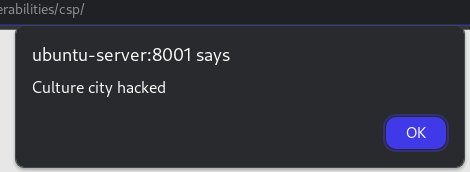 erabilities/csp/
ubuntu-server:8001 says
Culture city hacked
OK